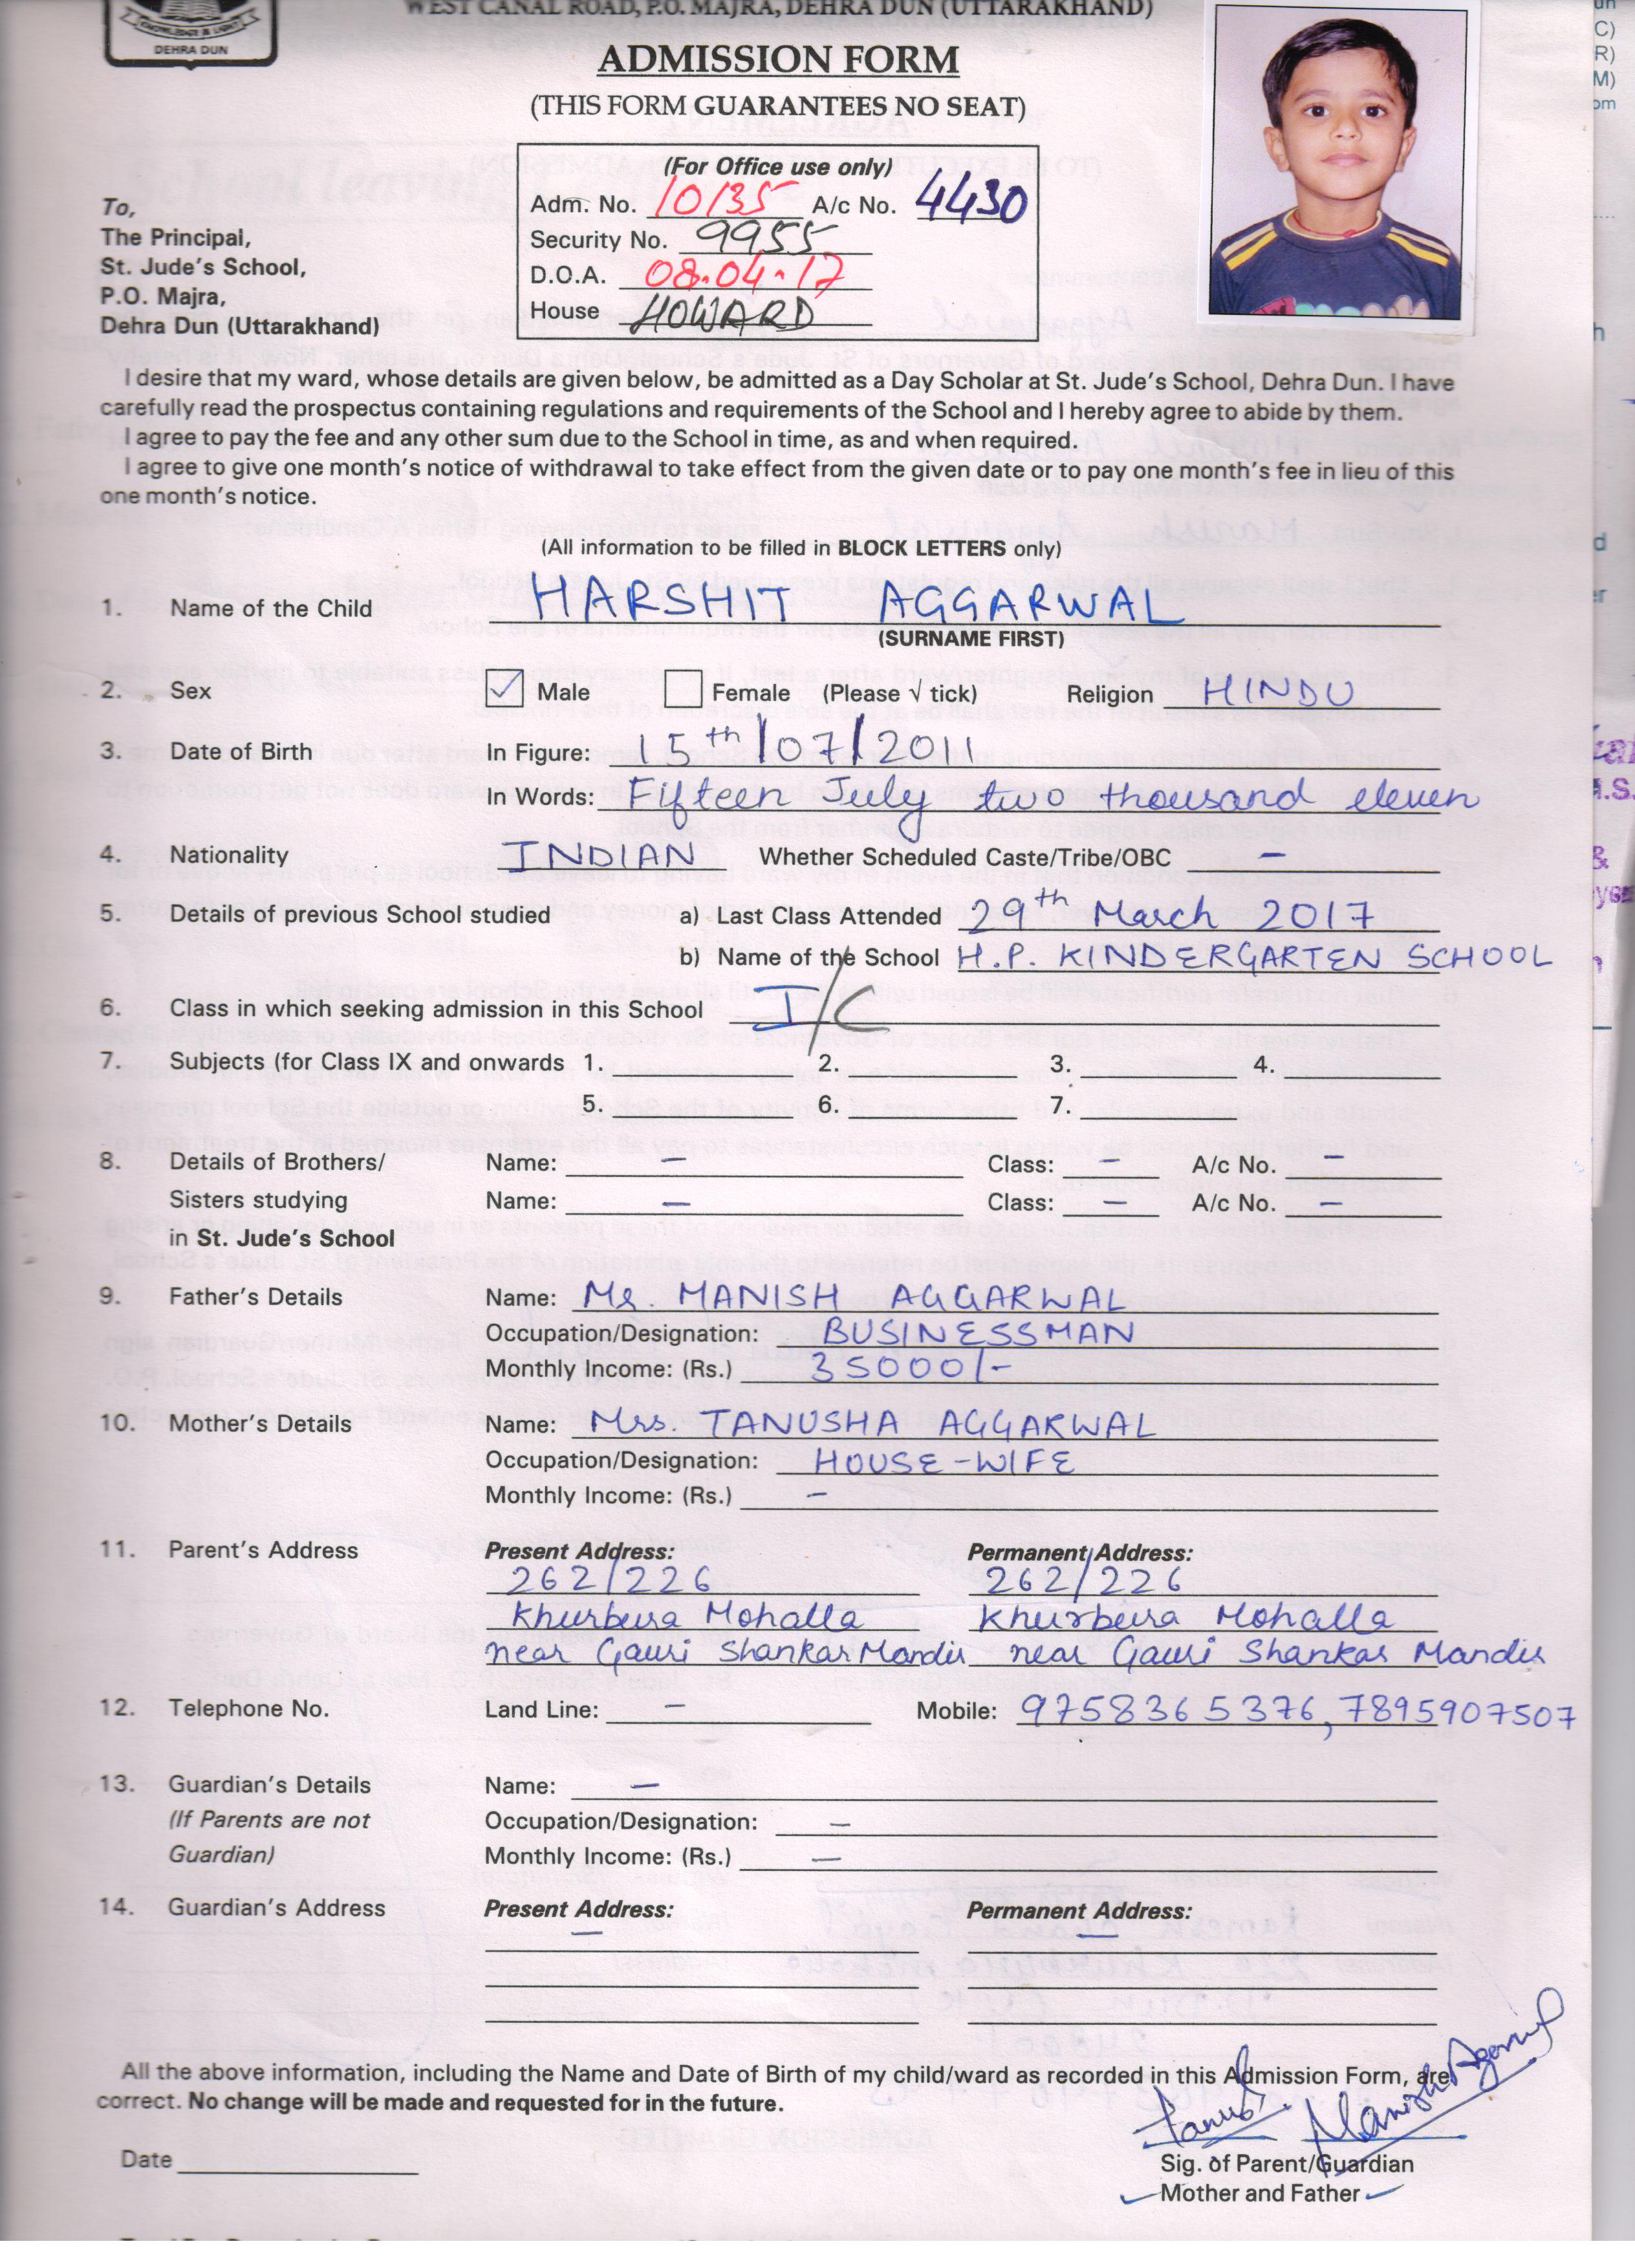 WEST CANAL ROAD, P.O. MAJRA, DEHRA DUN (UTTARAKHAND)
DEHRA DUN
ADMISSION FORM
(THIS FORM GUARANTEES NO SEAT)
(For Office use only)
Adm. No. 10135 A/c No. 4430
Security No. 9955
D.O.A. 08.04.17
House HOWARD
To,
The Principal,
St. Jude's School,
P.O. Majra,
Dehra Dun (Uttarakhand)
I desire that my ward, whose details are given below, be admitted as a Day Scholar at St. Jude's School, Dehra Dun. I have
carefully read the prospectus containing regulations and requirements of the School and I hereby agree to abide by them.
I agree to pay the fee and any other sum due to the School in time, as and when required.
I agree to give one month's notice of withdrawal to take effect from the given date or to pay one month's fee in lieu of this
one month's notice.
(All information to be filled in BLOCK LETTERS only)
1. Name of the Child HARSHIT AGGARWAL
(SURNAME FIRST)
2. Sex ✓ Male Female (Please √ tick) Religion HINDU
3. Date of Birth In Figure: 15th/07/2011
In Words: Fifteen July two thousand eleven
4. Nationality INDIAN Whether Scheduled Caste/Tribe/OBC –
5. Details of previous School studied a) Last Class Attended 29th March 2017
b) Name of the School H.P. KINDERGARTEN SCHOOL
6. Class in which seeking admission in this School I/C
7. Subjects (for Class IX and onwards 1. 2. 3. 4.
5. 6. 7.
8. Details of Brothers/ Name: – Class: – A/c No. –
Sisters studying Name: – Class: – A/c No. –
in St. Jude's School
9. Father's Details Name: Mr. MANISH AGGARWAL
Occupation/Designation: BUSINESSMAN
Monthly Income: (Rs.) 35000/-
10. Mother's Details Name: Mrs. TANUSHA AGGARWAL
Occupation/Designation: HOUSE-WIFE
Monthly Income: (Rs.) –
11. Parent's Address Present Address: Permanent Address:
262/226 262/226
Khurbura Mohalla Khurbura Mohalla
near Gauri Shankar Mandir near Gauri Shankar Mandir
12. Telephone No. Land Line: – Mobile: 9758365376, 7895907507
13. Guardian's Details Name: –
(If Parents are not Occupation/Designation: –
Guardian) Monthly Income: (Rs.) –
14. Guardian's Address Present Address: Permanent Address:
– –
All the above information, including the Name and Date of Birth of my child/ward as recorded in this Admission Form, are
correct. No change will be made and requested for in the future.
Manish Agarwal
Date
Sig. of Parent/Guardian
Mother and Father